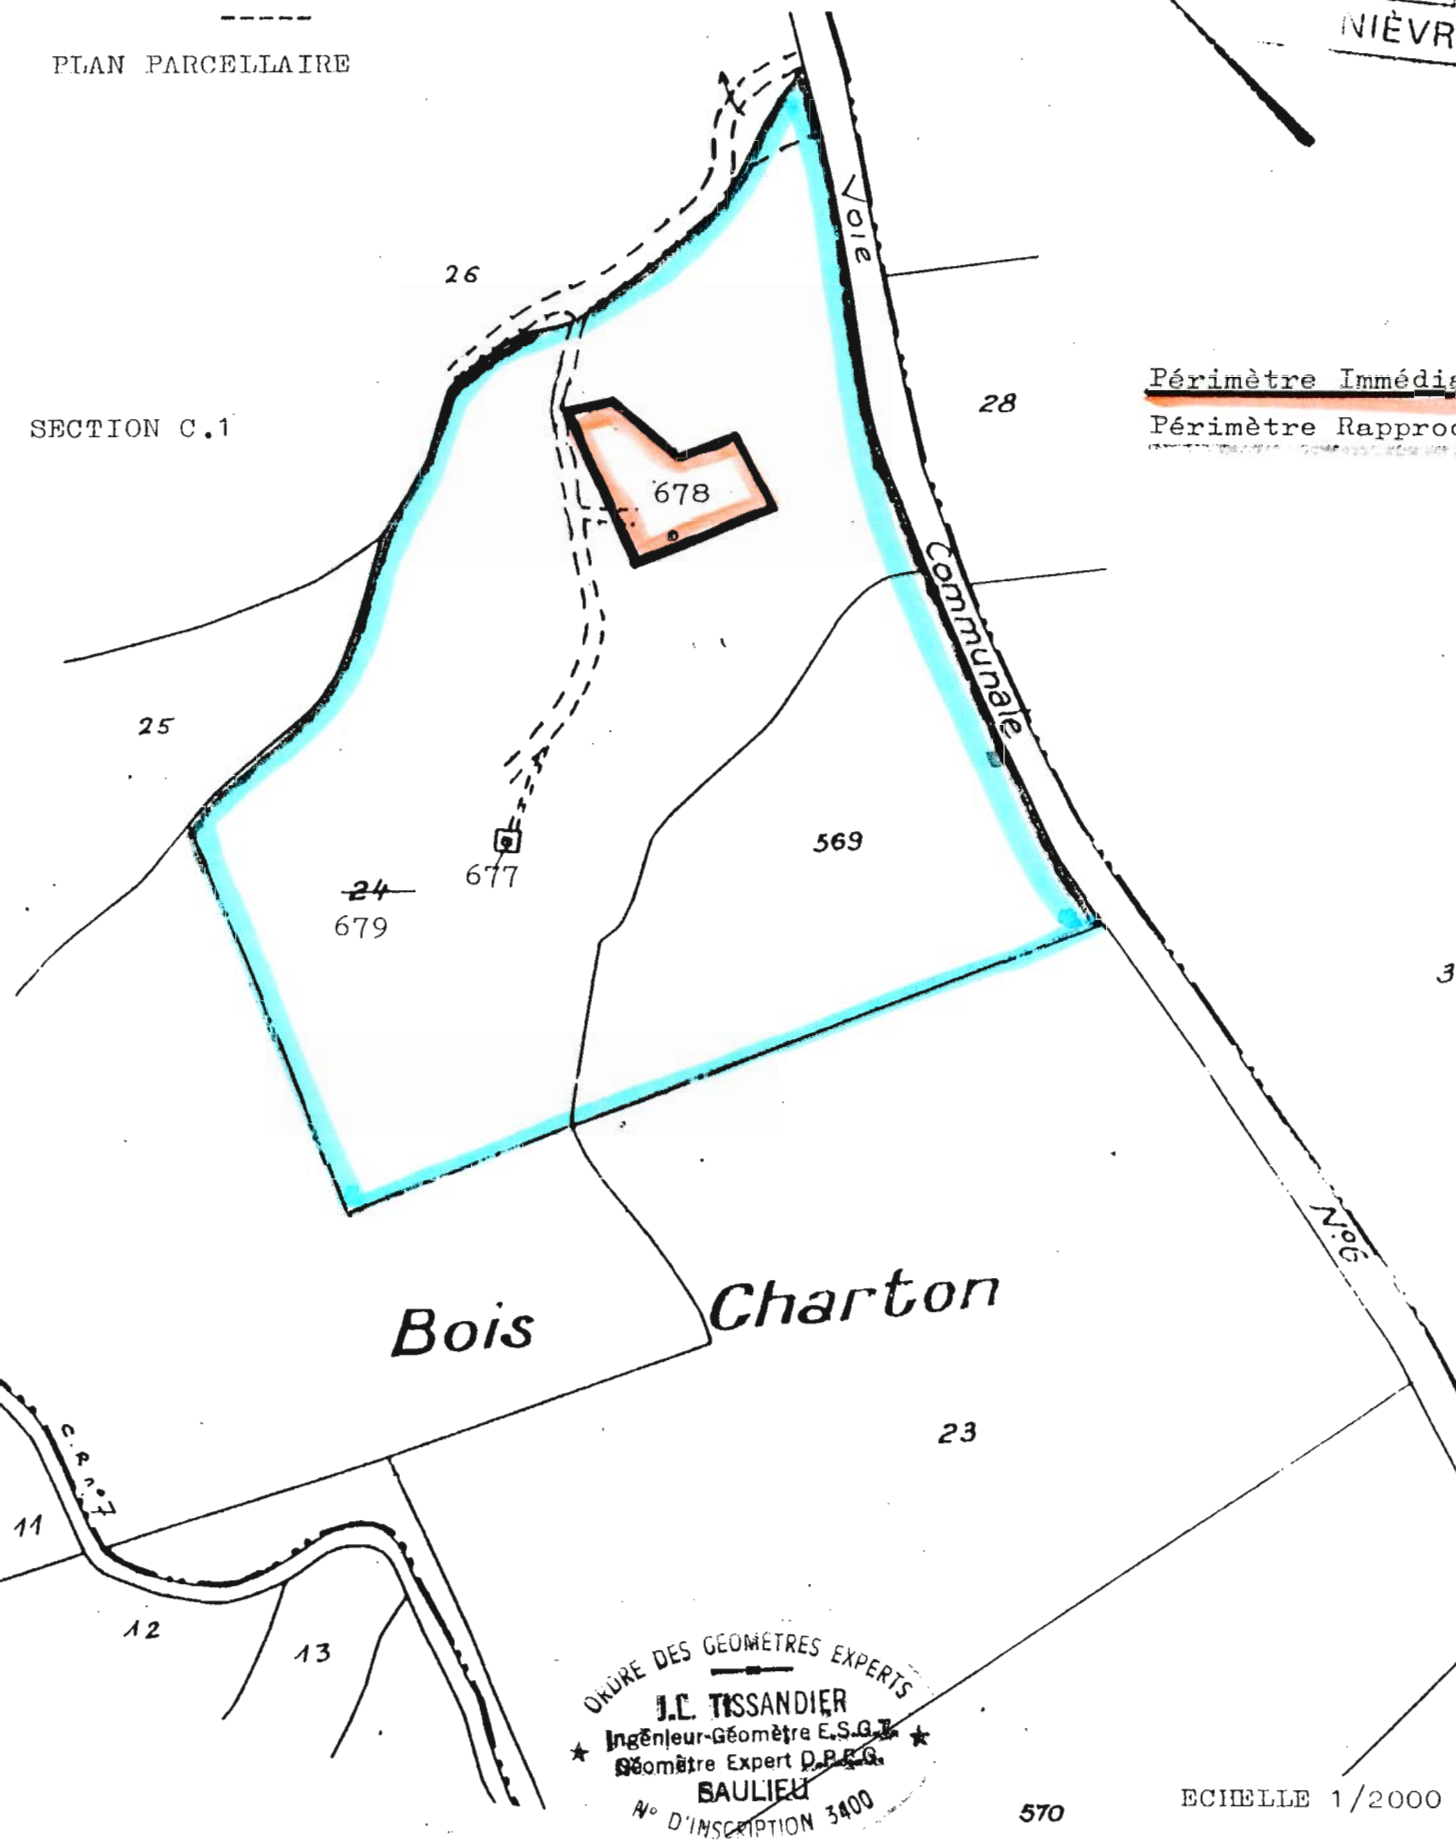 NIÈVR
PLAN PARCELLAIRE
Voie
26
Périmètre Immédia
28
SECTION C.1
Périmètre Rapproc
678
Communale
25
569
677
24
679
3
N°6
Bois Charton
23
C.R n°7
11
12
13
ORDRE DES GEOMETRES EXPERTS
J.L. TISSANDIER
Ingénieur-Géomètre E.S.G.T.
Géomètre Expert D.P.E.G.
SAULIEU
N° D'INSCRIPTION 3400
570
ECHELLE 1/2000